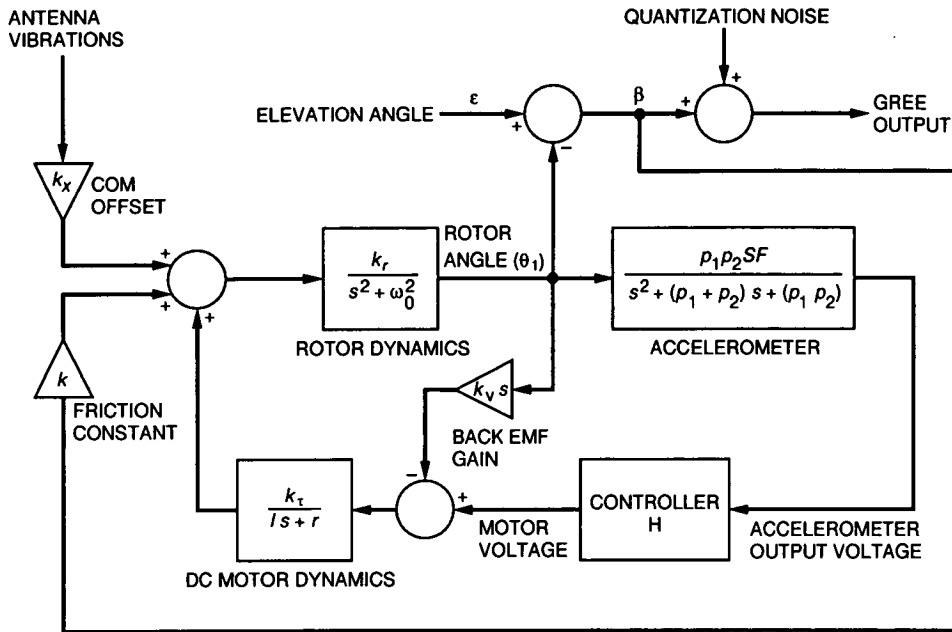 ANTENNA
VIBRATIONS
QUANTIZATION NOISE
ELEVATION ANGLE
ε
+
−
β
+
+
GREE
OUTPUT
k_x
COM
OFFSET
+
+
+
k_r
s² + ω₀²
ROTOR DYNAMICS
ROTOR
ANGLE (θ₁)
p₁p₂SF
s² + (p₁ + p₂) s + (p₁ p₂)
ACCELEROMETER
k
FRICTION
CONSTANT
k_v s
BACK EMF
GAIN
k_τ
l s + r
DC MOTOR DYNAMICS
−
+
MOTOR
VOLTAGE
CONTROLLER
H
ACCELEROMETER
OUTPUT VOLTAGE